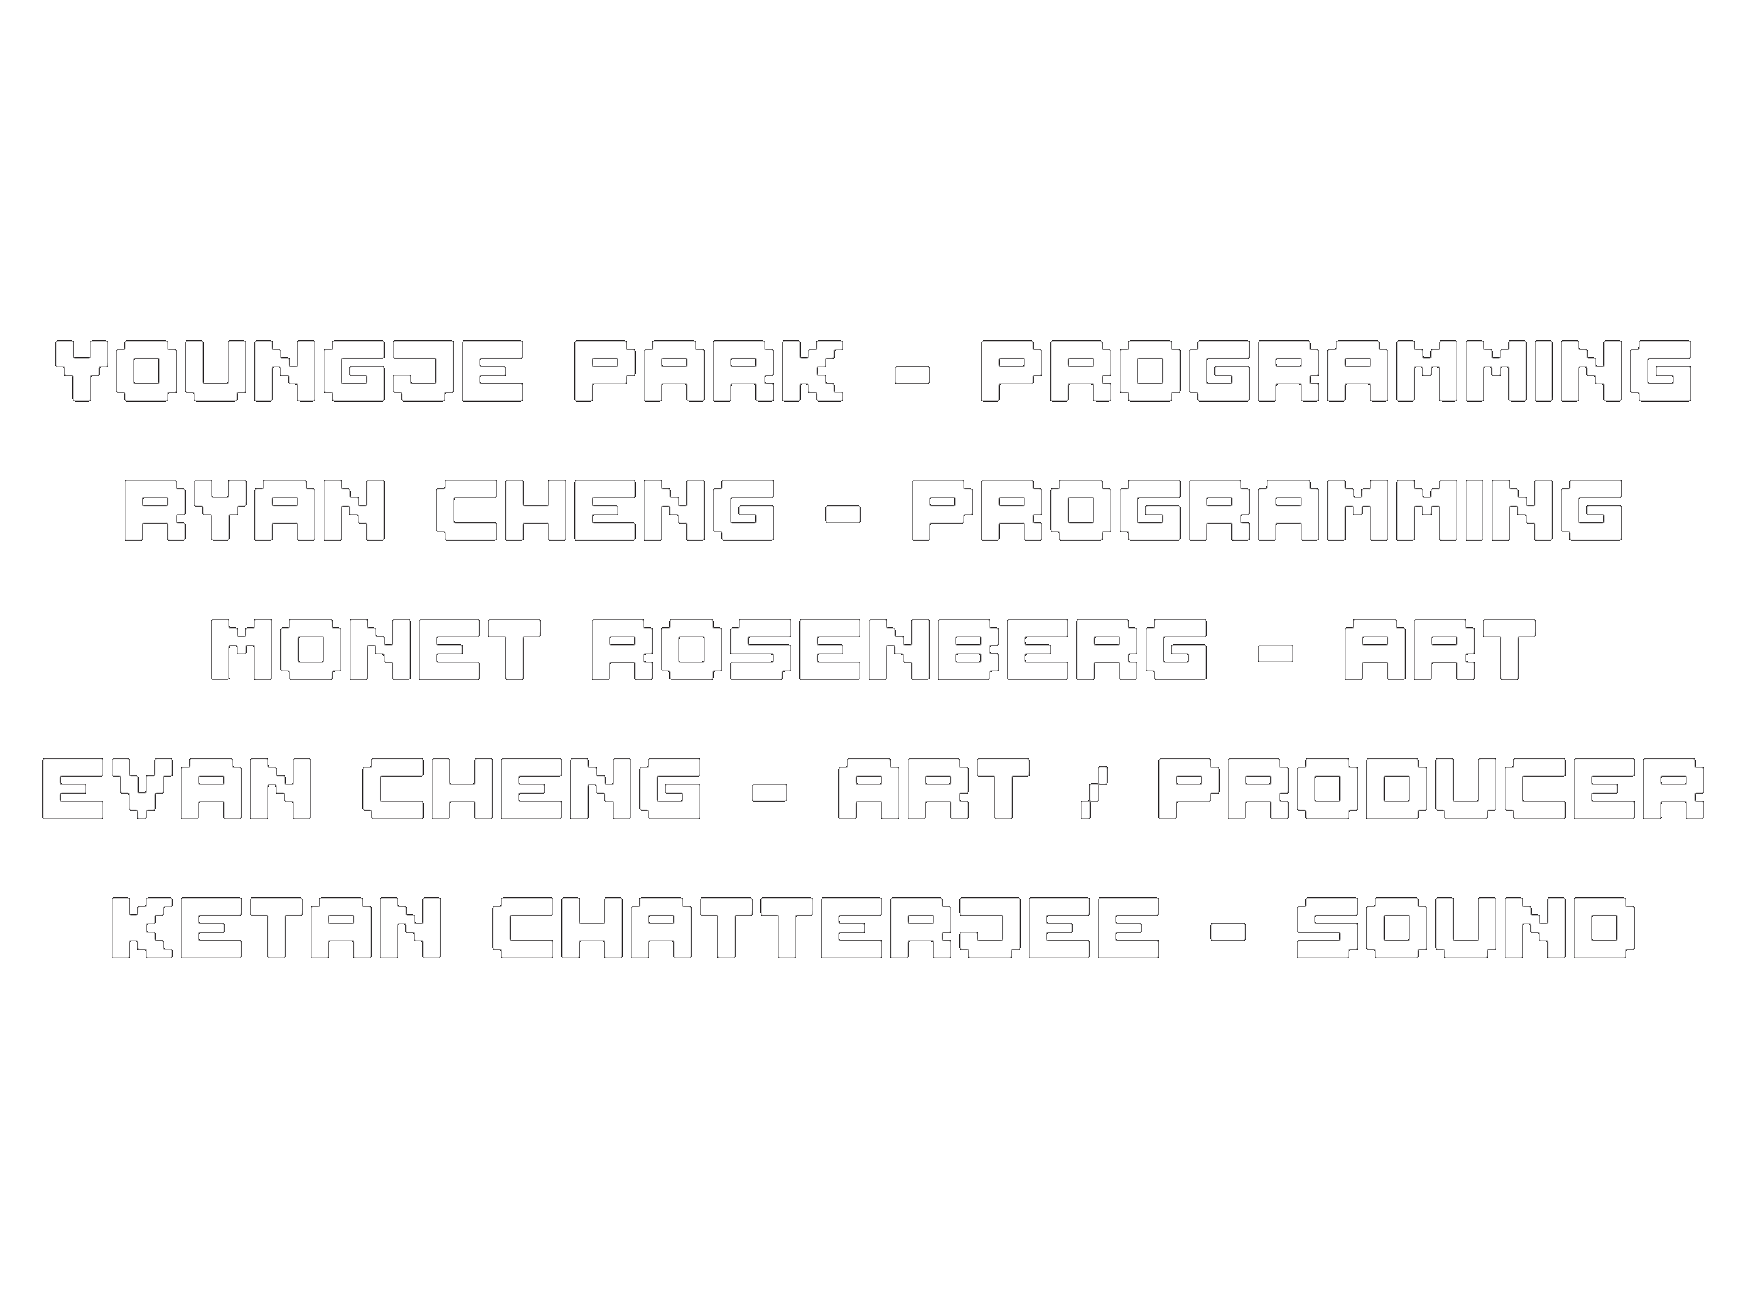 YOUNGJE PARK - PROGRAMMING
RYAN CHENG - PROGRAMMING
MONET ROSENBERG - ART
EVAN CHENG - ART / PRODUCER
KETAN CHATTERJEE - SOUND